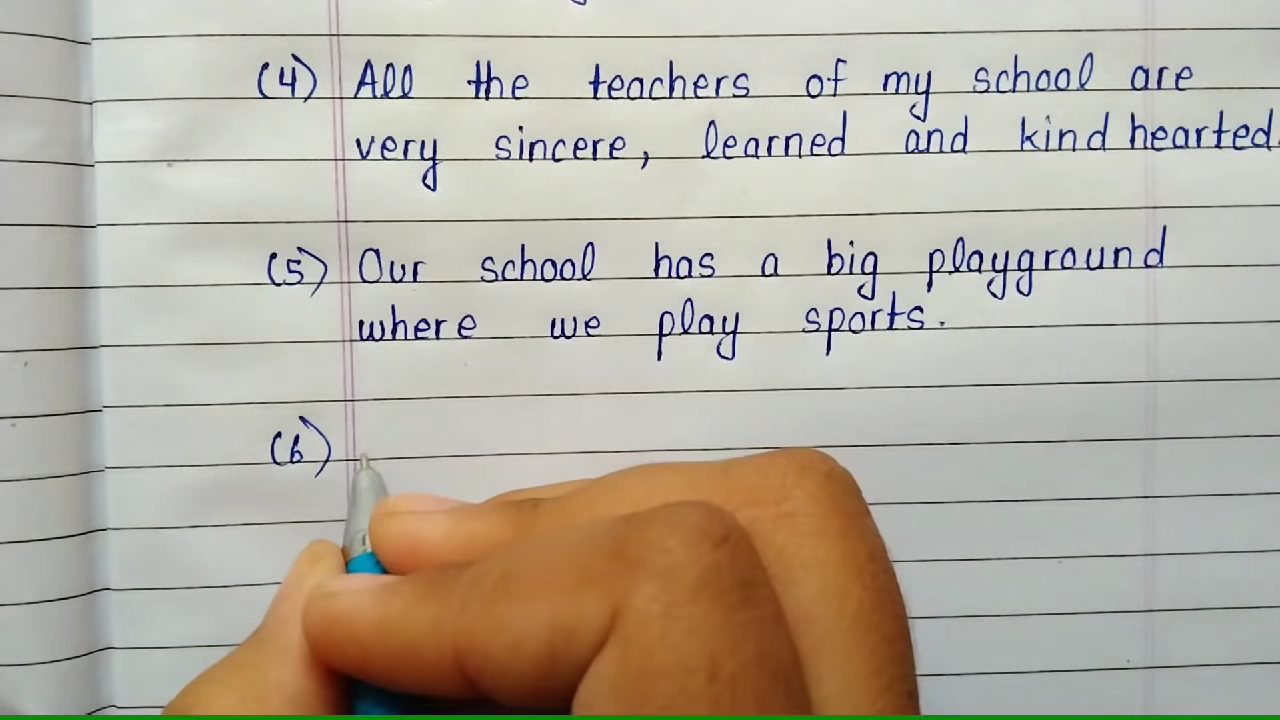 (4) All the teachers of my school are
very sincere, learned and kind hearted.
(5) Our school has a big playground
where we play sports.
(6)